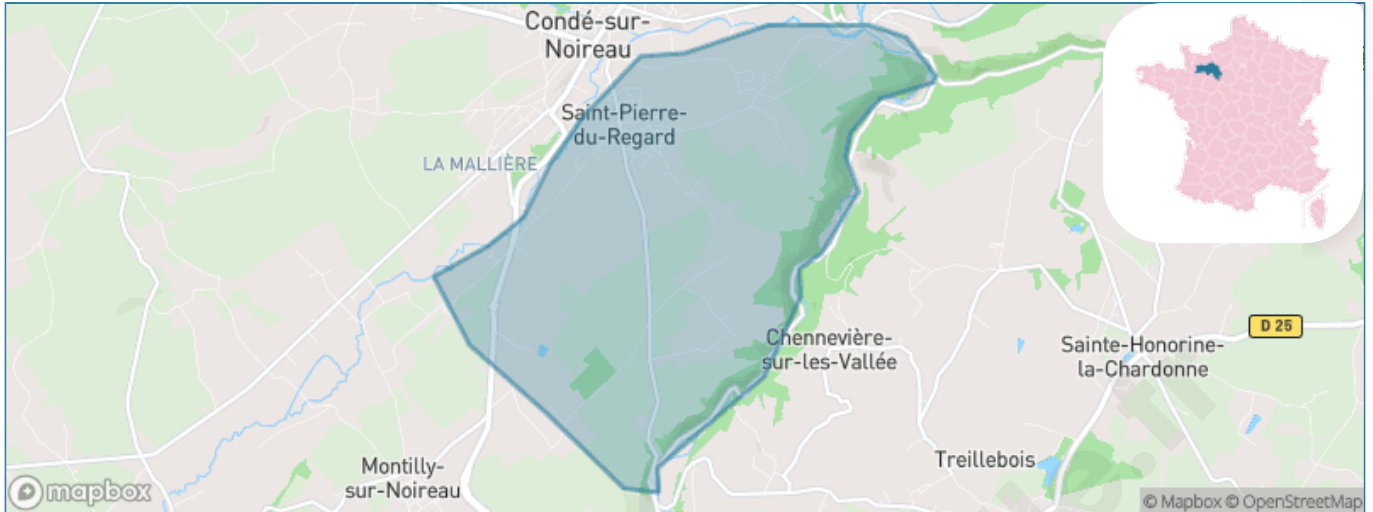 Condé-sur-
Noireau
Saint-Pierre-
du-Regard
LA MALLIÈRE
D 25
Chennevière-
sur-les-Vallée
Sainte-Honorine-
la-Chardonne
Treillebois
Montilly-
sur-Noireau
mapbox
© Mapbox © OpenStreetMap